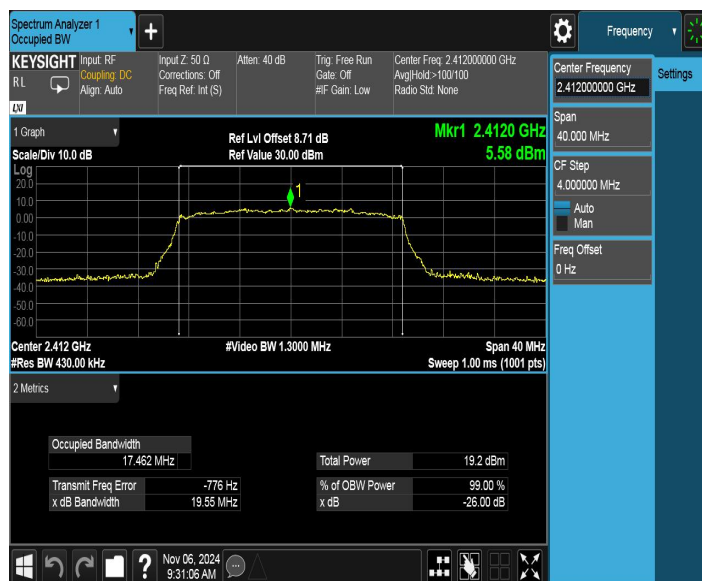 Spectrum Analyzer 1
Occupied BW
+
Frequency
KEYSIGHT
RL
LXI
Input: RF
Coupling: DC
Align: Auto
Input Z: 50 Ω
Corrections: Off
Freq Ref: Int (S)
Atten: 40 dB
Trig: Free Run
Gate: Off
#IF Gain: Low
Center Freq: 2.412000000 GHz
Avg|Hold:>100/100
Radio Std: None
Center Frequency
2.412000000 GHz
Settings
Span
40.000 MHz
CF Step
4.000000 MHz
Auto
Man
Freq Offset
0 Hz
1 Graph
Scale/Div 10.0 dB
Ref Lvl Offset 8.71 dB
Ref Value 30.00 dBm
Mkr1 2.4120 GHz
5.58 dBm
Log
20.0
10.0
0.00
-10.0
-20.0
-30.0
-40.0
-50.0
-60.0
1
Center 2.412 GHz
#Video BW 1.3000 MHz
Span 40 MHz
#Res BW 430.00 kHz
Sweep 1.00 ms (1001 pts)
2 Metrics
Occupied Bandwidth
17.462 MHz
Total Power 19.2 dBm
Transmit Freq Error -776 Hz
% of OBW Power 99.00 %
x dB Bandwidth 19.55 MHz
x dB -26.00 dB
?
Nov 06, 2024
9:31:06 AM